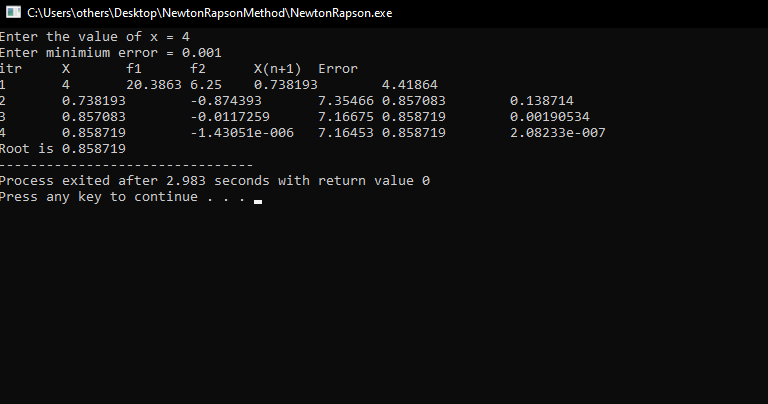 C:\Users\others\Desktop\NewtonRapsonMethod\NewtonRapson.exe
Enter the value of x = 4
Enter minimium error = 0.001
itr X f1 f2 X(n+1) Error
1 4 20.3863 6.25 0.738193 4.41864
2 0.738193 -0.874393 7.35466 0.857083 0.138714
3 0.857083 -0.0117259 7.16675 0.858719 0.00190534
4 0.858719 -1.43051e-006 7.16453 0.858719 2.08233e-007
Root is 0.858719
--------------------------------
Process exited after 2.983 seconds with return value 0
Press any key to continue . . .